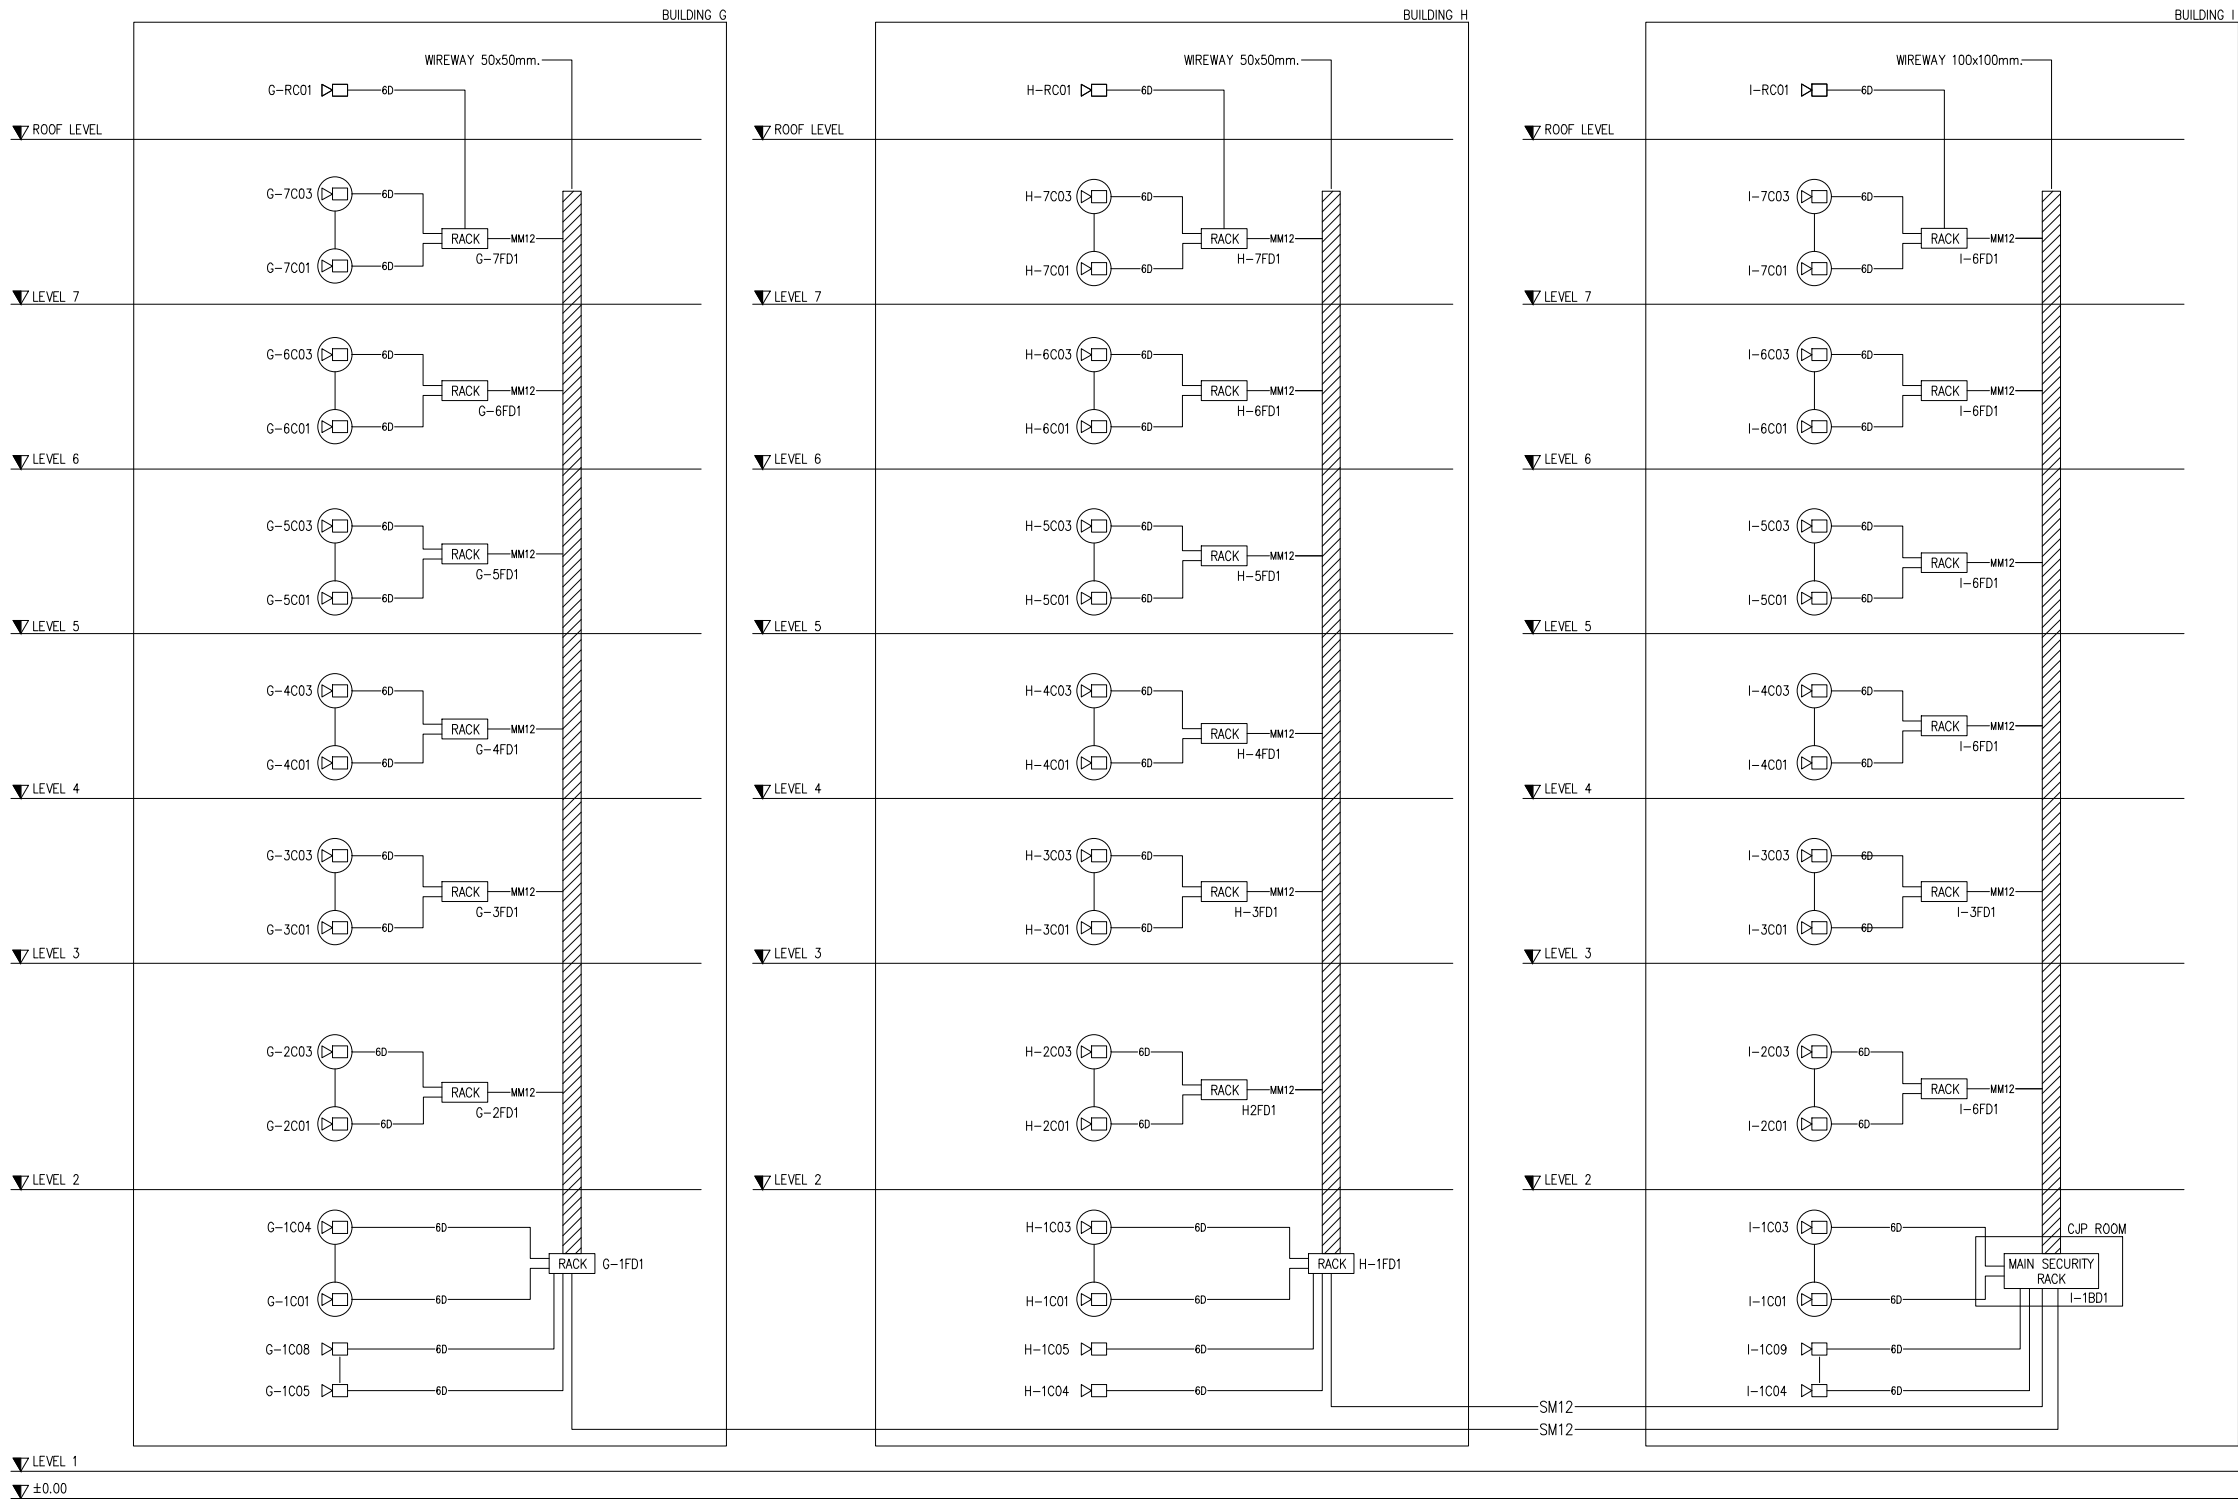 BUILDING G
WIREWAY 50x50mm.
G-RC01
6D
ROOF LEVEL
G-7C03
6D
RACK
MM12
G-7FD1
G-7C01
6D
LEVEL 7
G-6C03
6D
RACK
MM12
G-6FD1
G-6C01
6D
LEVEL 6
G-5C03
6D
RACK
MM12
G-5FD1
G-5C01
6D
LEVEL 5
G-4C03
6D
RACK
MM12
G-4FD1
G-4C01
6D
LEVEL 4
G-3C03
6D
RACK
MM12
G-3FD1
G-3C01
6D
LEVEL 3
G-2C03
6D
RACK
MM12
G-2FD1
G-2C01
6D
LEVEL 2
G-1C04
6D
RACK
G-1FD1
G-1C01
6D
G-1C08
6D
G-1C05
6D
BUILDING H
WIREWAY 50x50mm.
H-RC01
6D
ROOF LEVEL
H-7C03
6D
RACK
MM12
H-7FD1
H-7C01
6D
LEVEL 7
H-6C03
6D
RACK
MM12
H-6FD1
H-6C01
6D
LEVEL 6
H-5C03
6D
RACK
MM12
H-5FD1
H-5C01
6D
LEVEL 5
H-4C03
6D
RACK
MM12
H-4FD1
H-4C01
6D
LEVEL 4
H-3C03
6D
RACK
MM12
H-3FD1
H-3C01
6D
LEVEL 3
H-2C03
6D
RACK
MM12
H2FD1
H-2C01
6D
LEVEL 2
H-1C03
6D
RACK
H-1FD1
H-1C01
6D
H-1C05
6D
H-1C04
6D
BUILDING I
WIREWAY 100x100mm.
I-RC01
6D
ROOF LEVEL
I-7C03
6D
RACK
MM12
I-6FD1
I-7C01
6D
LEVEL 7
I-6C03
6D
RACK
MM12
I-6FD1
I-6C01
6D
LEVEL 6
I-5C03
6D
RACK
MM12
I-6FD1
I-5C01
6D
LEVEL 5
I-4C03
6D
RACK
MM12
I-6FD1
I-4C01
6D
LEVEL 4
I-3C03
6D
RACK
MM12
I-3FD1
I-3C01
6D
LEVEL 3
I-2C03
6D
RACK
MM12
I-6FD1
I-2C01
6D
LEVEL 2
I-1C03
6D
CJP ROOM
MAIN SECURITY
RACK
I-1BD1
I-1C01
6D
I-1C09
6D
I-1C04
6D
SM12
SM12
LEVEL 1
±0.00